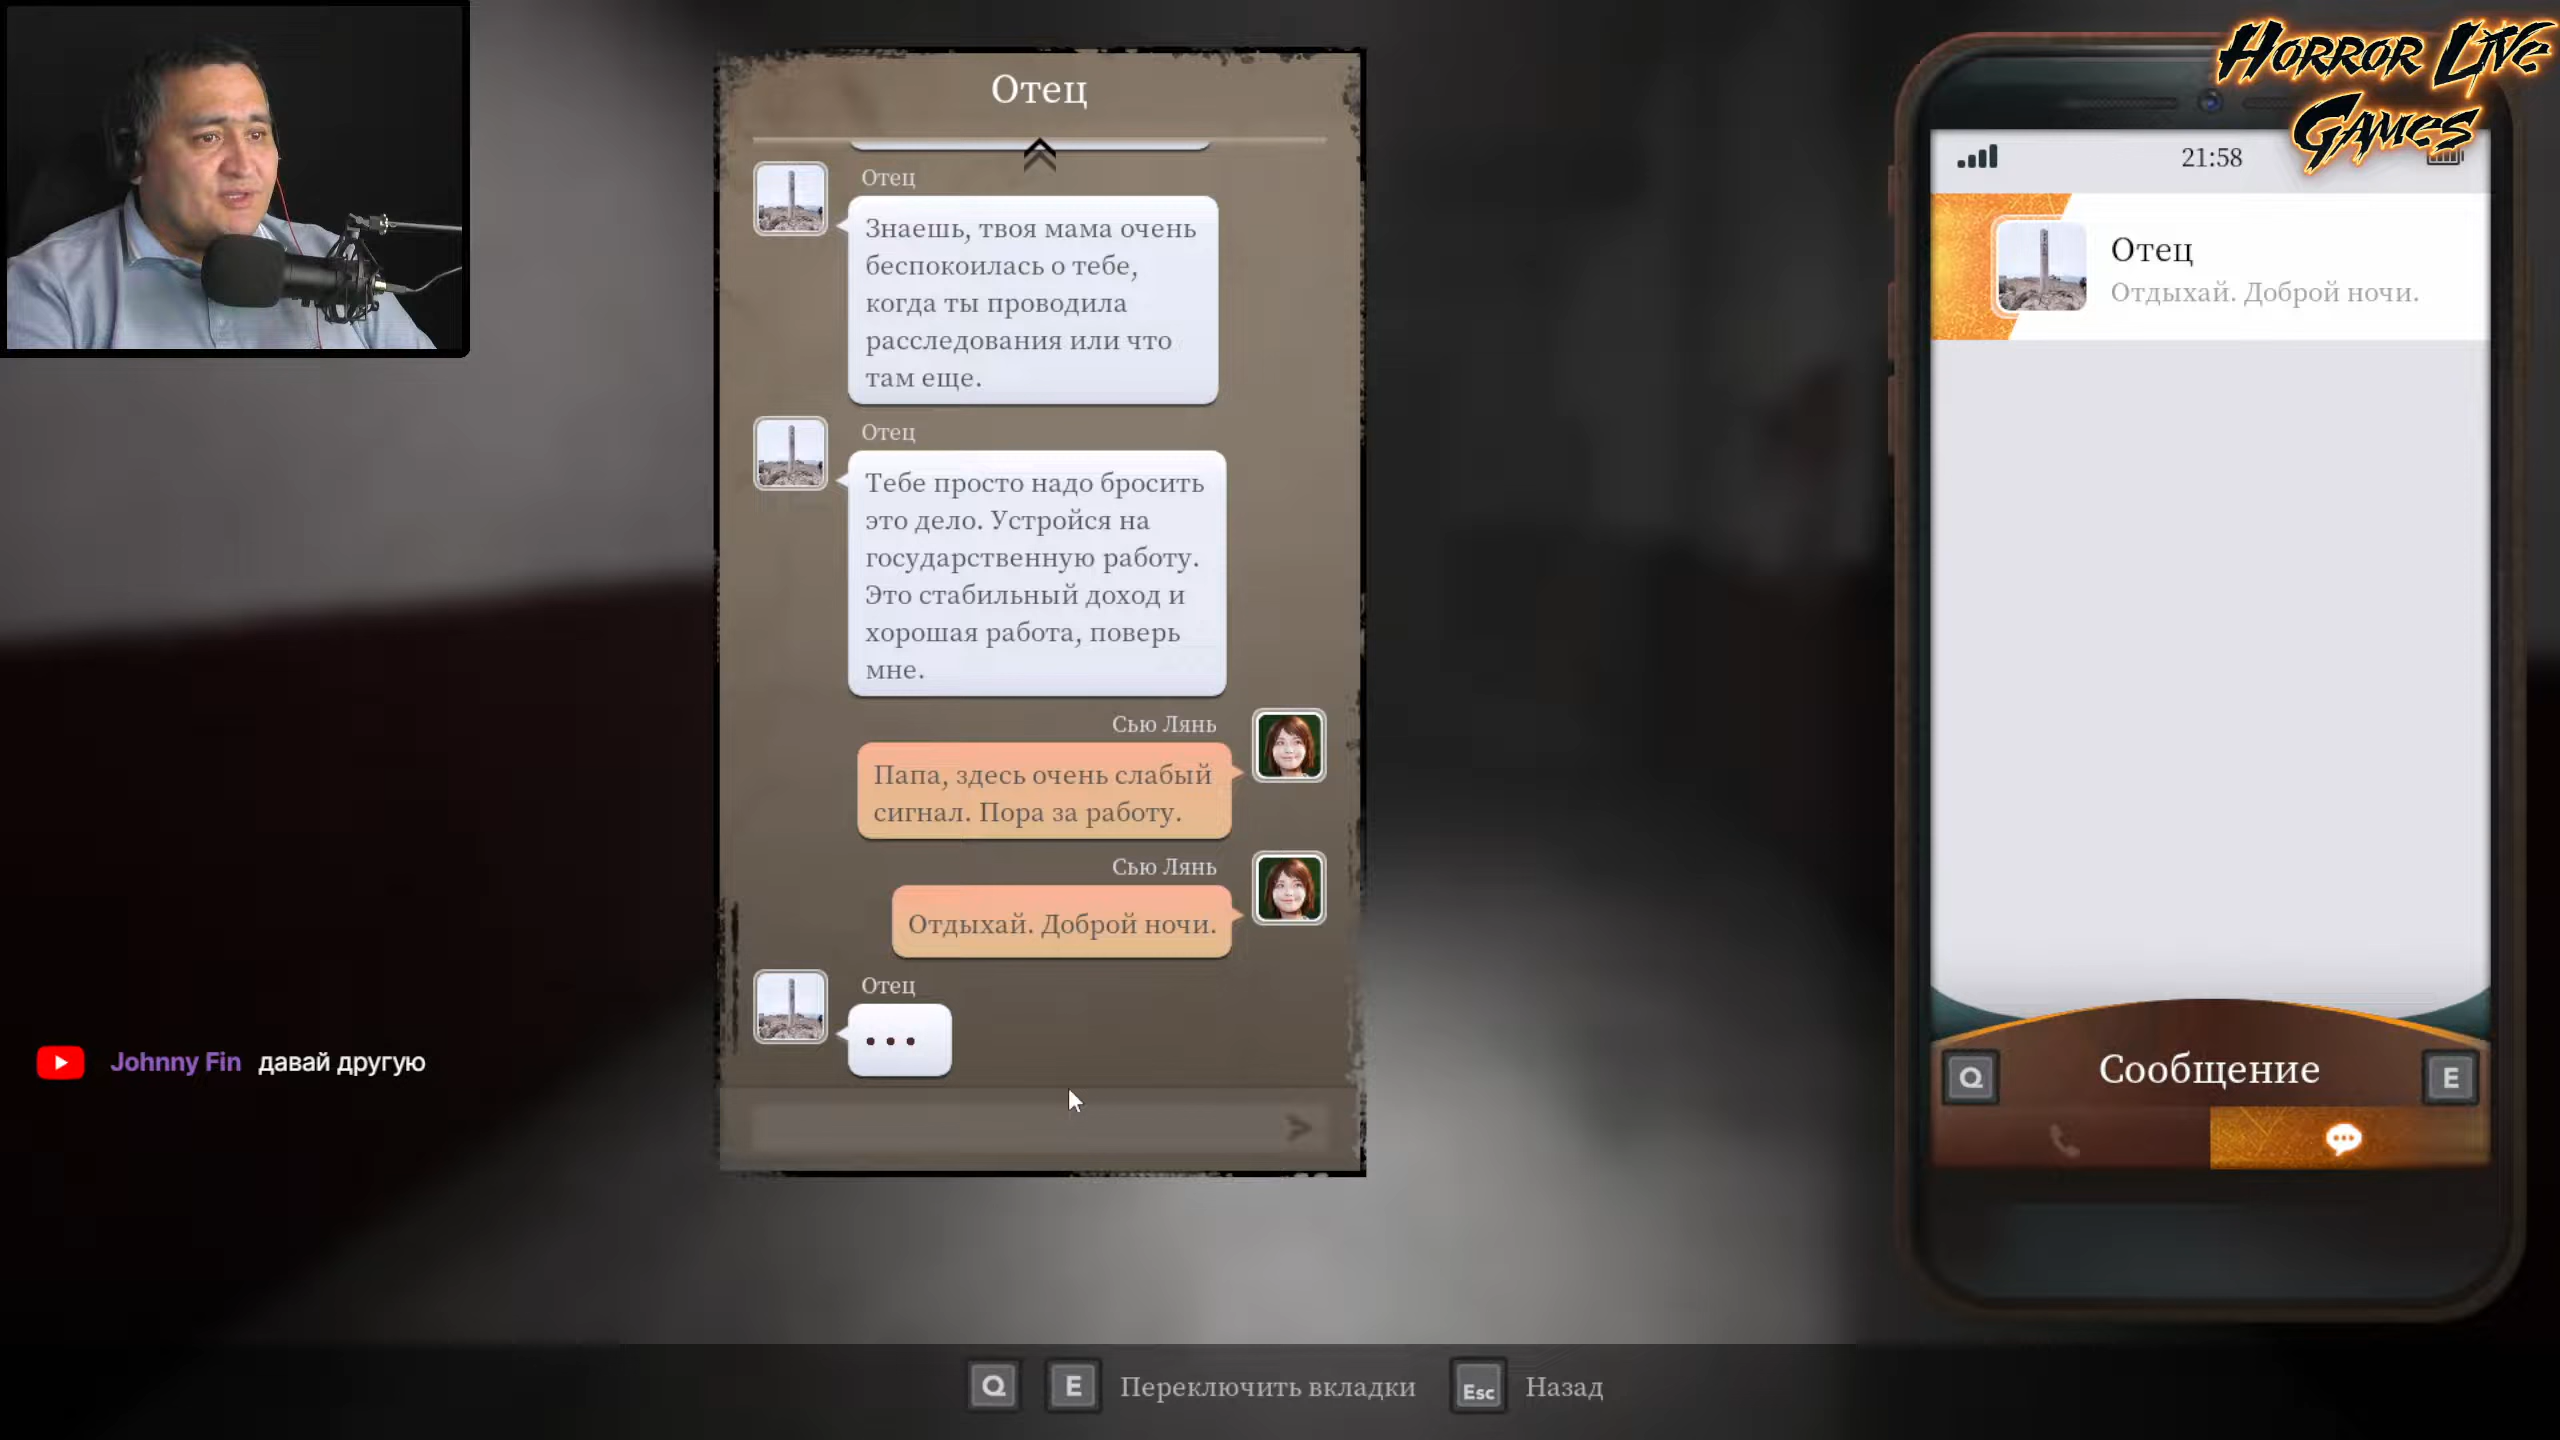 Отец
Отец
Знаешь, твоя мама очень
беспокоилась о тебе,
когда ты проводила
расследования или что
там еще.
Отец
Тебе просто надо бросить
это дело. Устройся на
государственную работу.
Это стабильный доход и
хорошая работа, поверь
мне.
Сью Лянь
Папа, здесь очень слабый
сигнал. Пора за работу.
Сью Лянь
Отдыхай. Доброй ночи.
Отец
...
Johnny Fin давай другую
HORROR LIVE
GAMES
21:58
Отец
Отдыхай. Доброй ночи.
Q Сообщение E
Q E Переключить вкладки Esc Назад